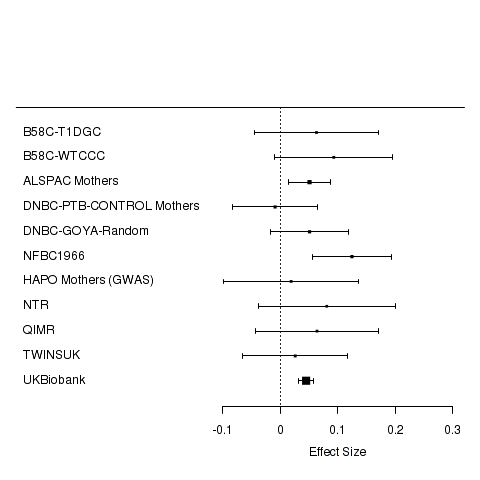 B58C-T1DGC
B58C-WTCCC
ALSPAC Mothers
DNBC-PTB-CONTROL Mothers
DNBC-GOYA-Random
NFBC1966
HAPO Mothers (GWAS)
NTR
QIMR
TWINSUK
UKBiobank
-0.1 0 0.1 0.2 0.3
Effect Size